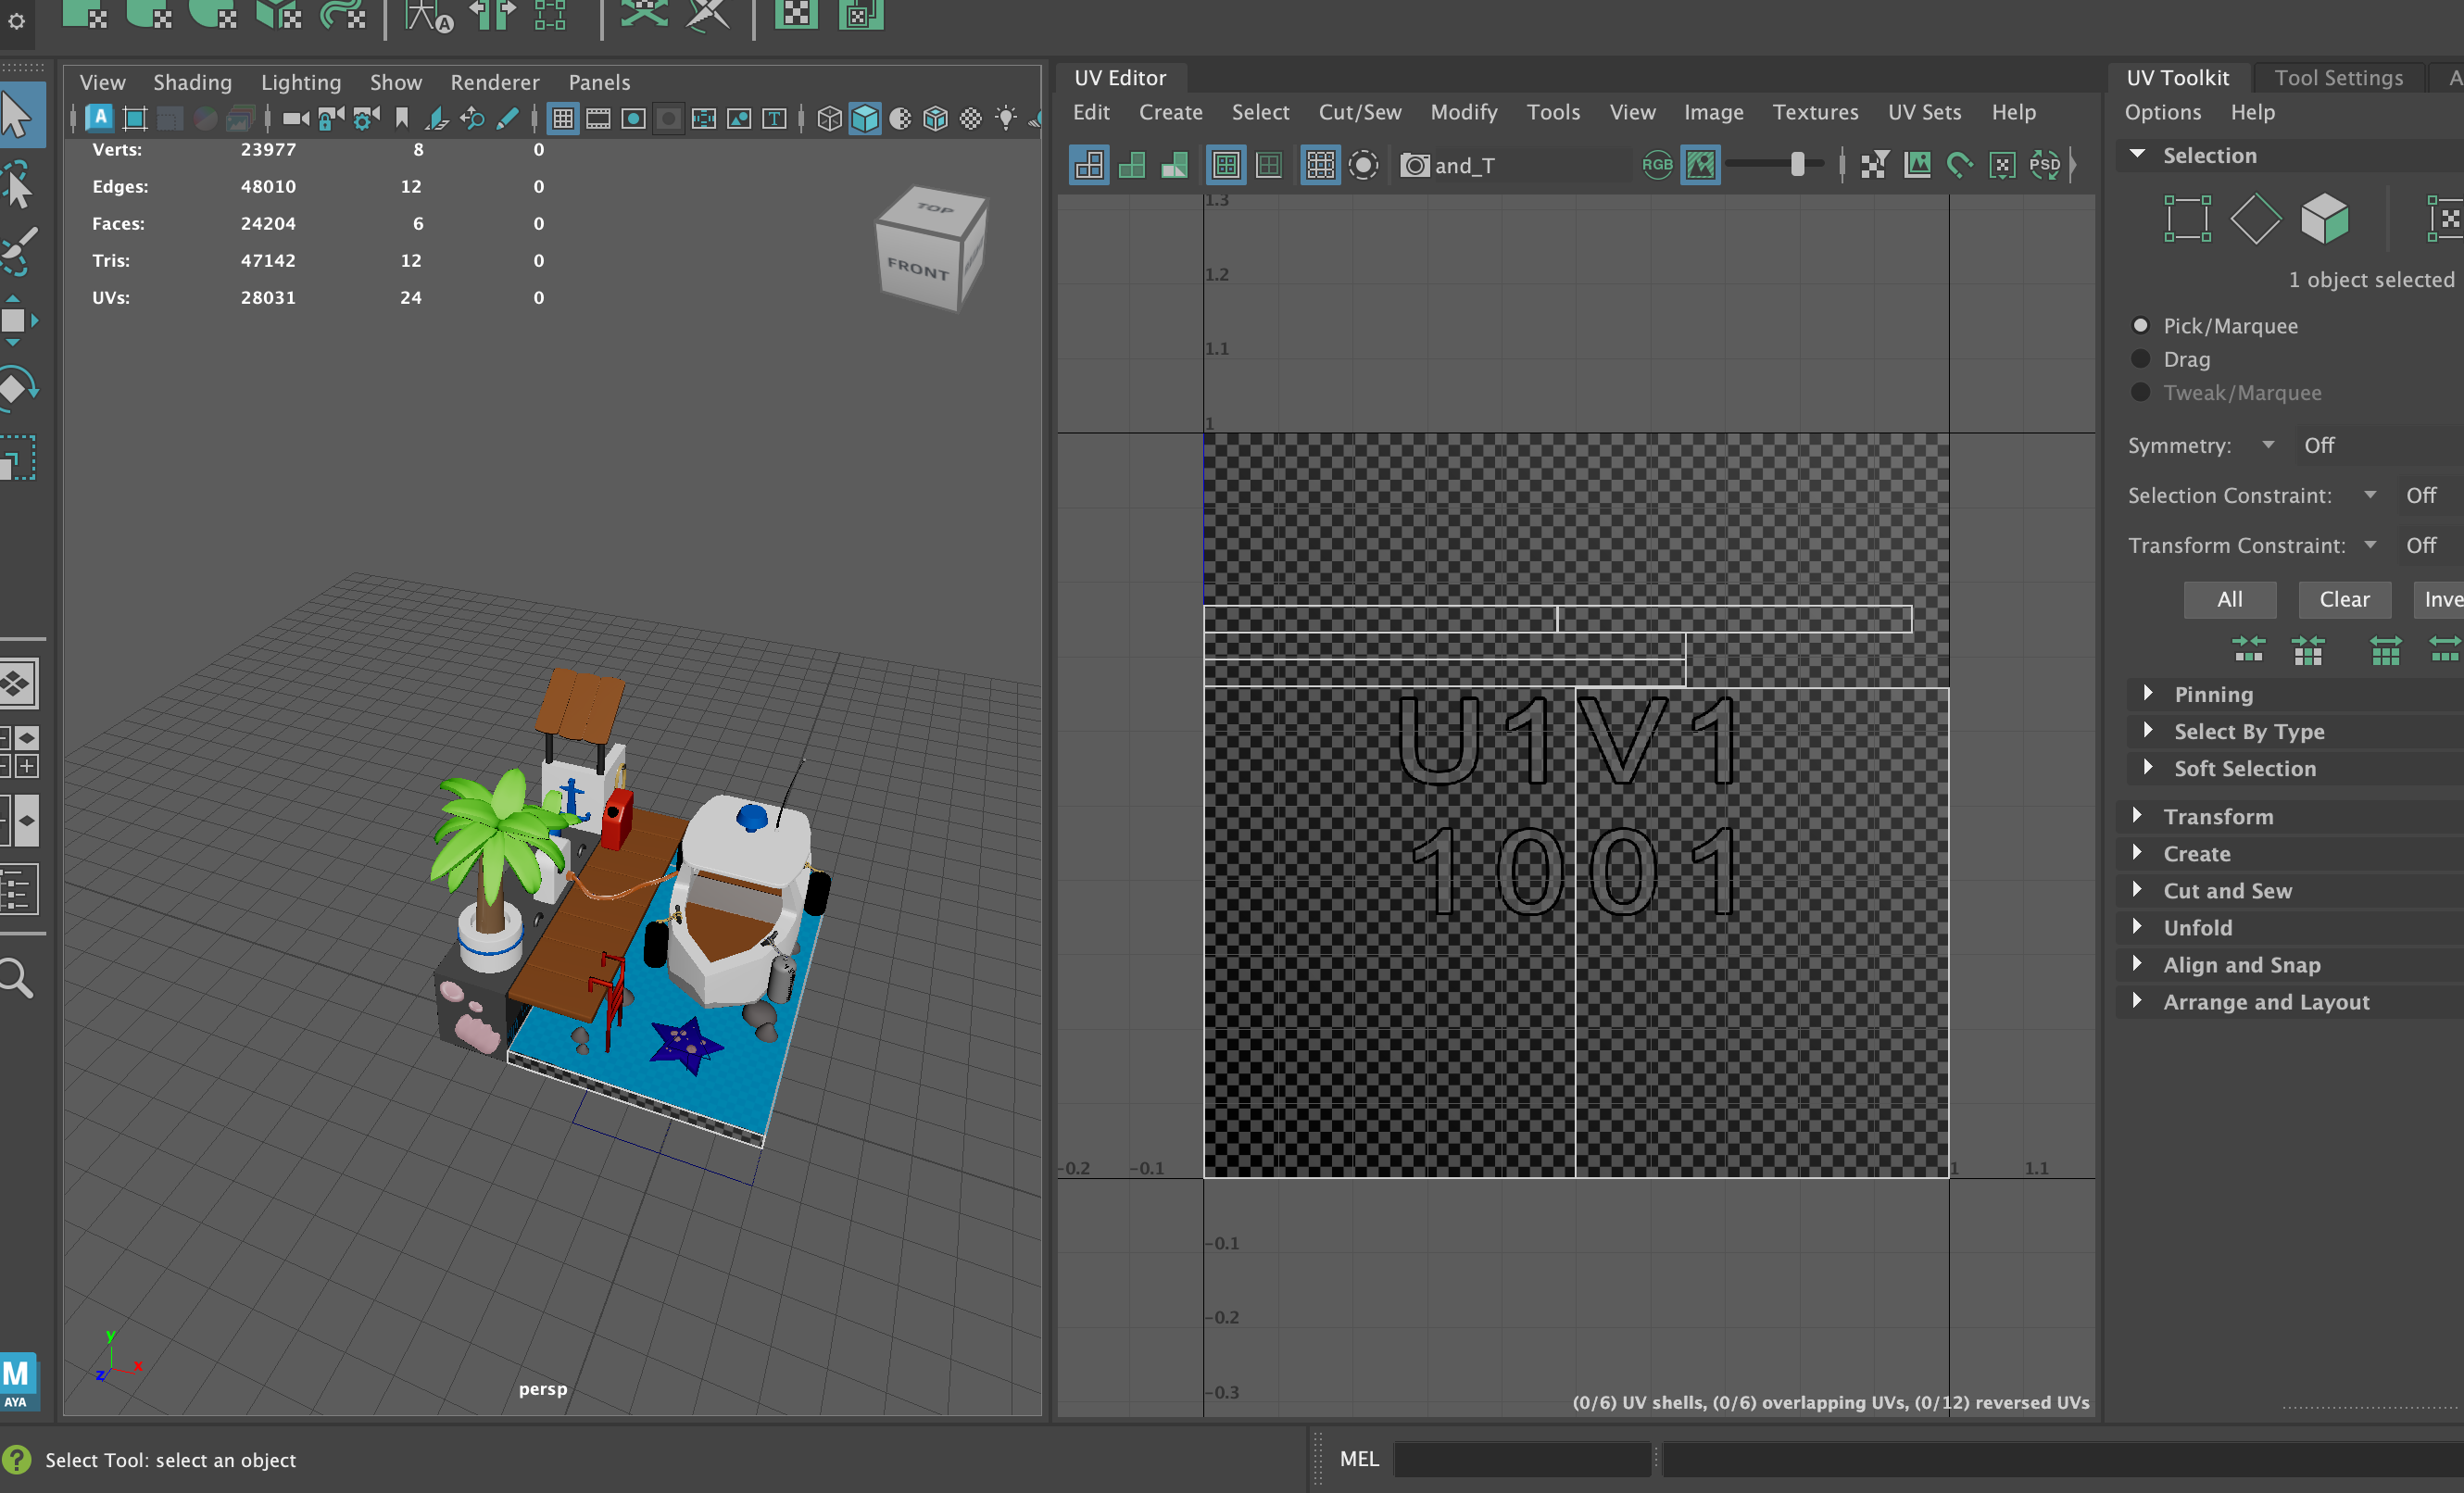 View Shading Lighting Show Renderer Panels
Verts: 23977 8 0
Edges: 48010 12 0
Faces: 24204 6 0
Tris: 47142 12 0
UVs: 28031 24 0
TOP
FRONT
y
x
z
persp
M
AYA
UV Editor
Edit Create Select Cut/Sew Modify Tools View Image Textures UV Sets Help
and_T RGB PSD
1.3
1.2
1.1
1
U1V1
1001
-0.2 -0.1 1 1.1
-0.1
-0.2
-0.3
(0/6) UV shells, (0/6) overlapping UVs, (0/12) reversed UVs
UV Toolkit Tool Settings A
Options Help
Selection
1 object selected
Pick/Marquee
Drag
Tweak/Marquee
Symmetry: Off
Selection Constraint: Off
Transform Constraint: Off
All Clear Inve
Pinning
Select By Type
Soft Selection
Transform
Create
Cut and Sew
Unfold
Align and Snap
Arrange and Layout
Select Tool: select an object
MEL